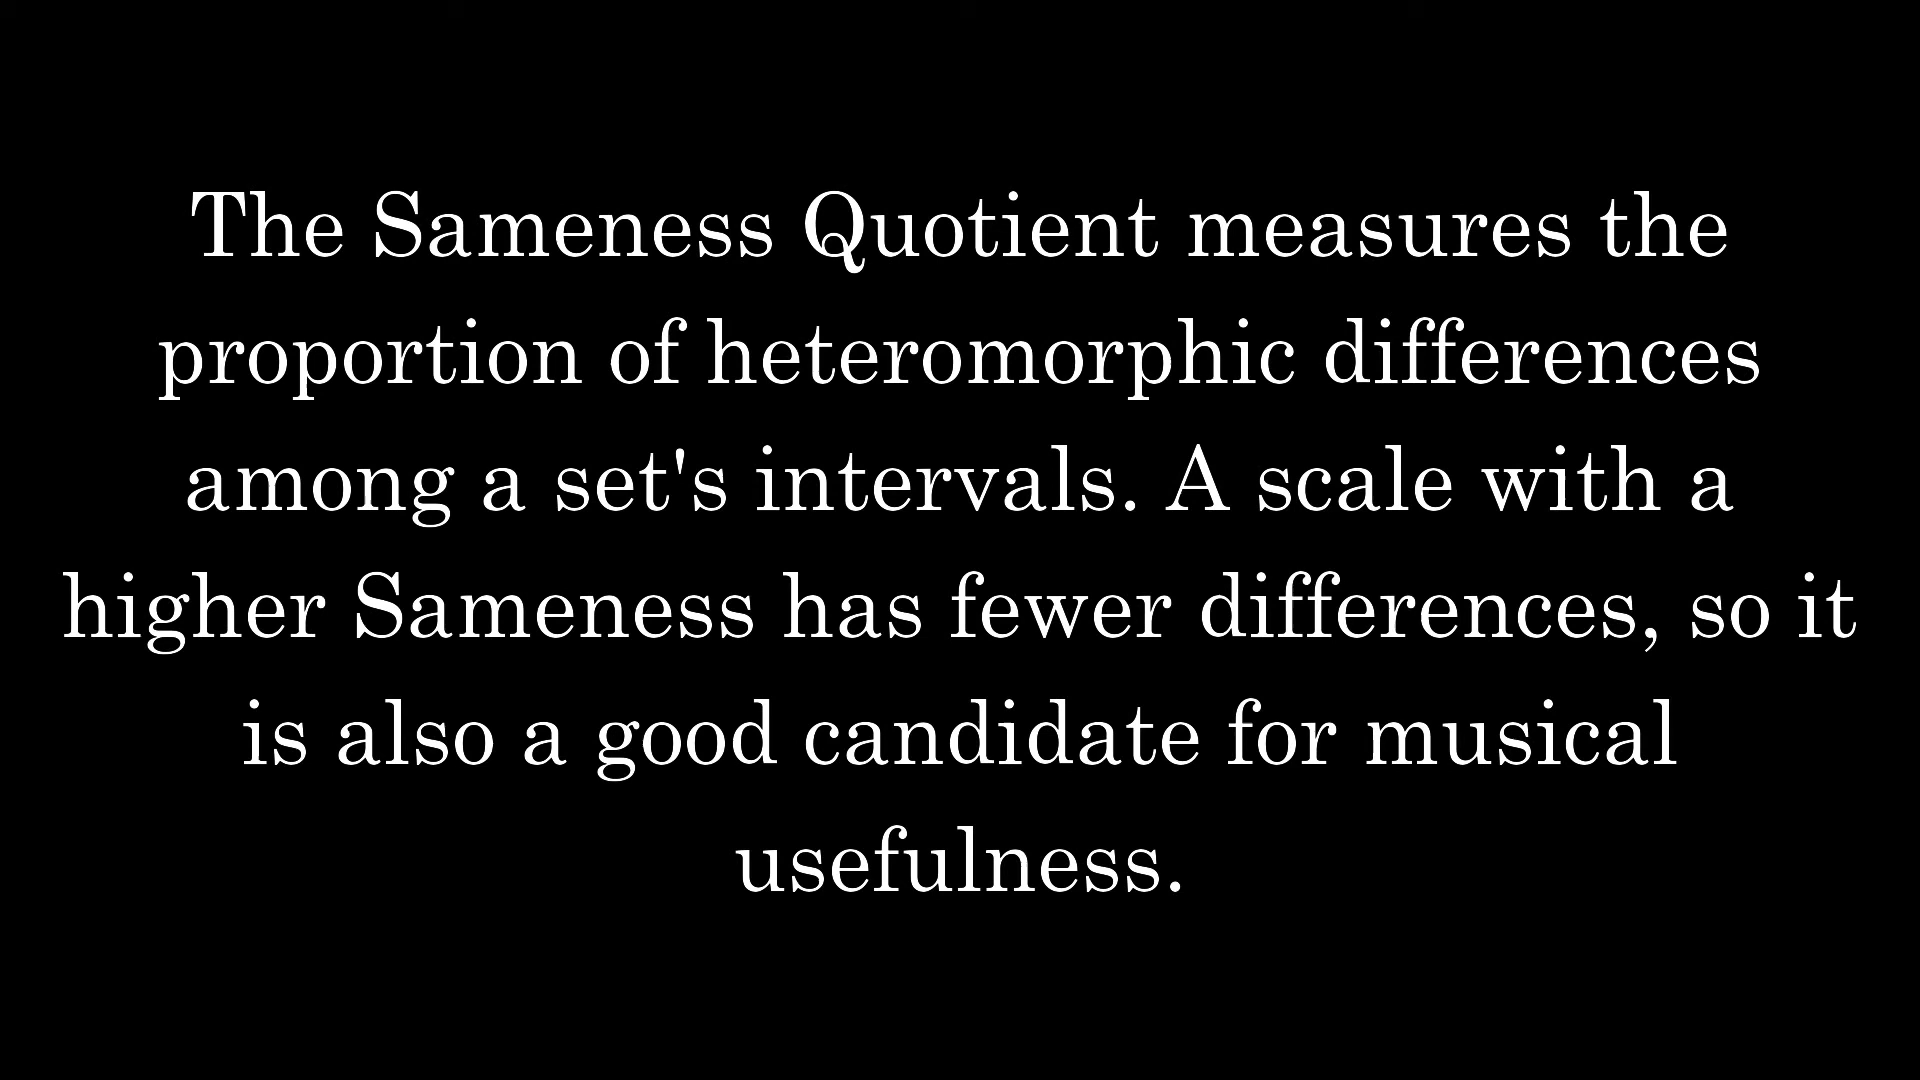 The Sameness Quotient measures the
proportion of heteromorphic differences
among a set's intervals. A scale with a
higher Sameness has fewer differences, so it
is also a good candidate for musical
usefulness.